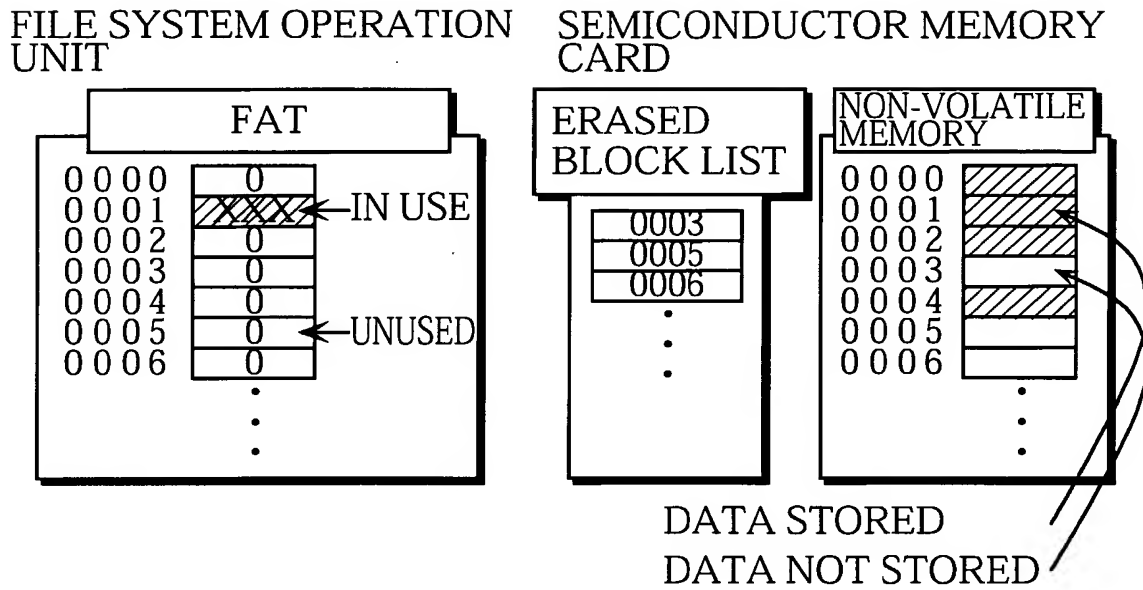 FILE SYSTEM OPERATION
UNIT
FAT
0000 0
0001 XXX IN USE
0002 0
0003 0
0004 0
0005 0 UNUSED
0006 0
SEMICONDUCTOR MEMORY
CARD
ERASED
BLOCK LIST
0003
0005
0006
NON-VOLATILE
MEMORY
0000
0001
0002
0003
0004
0005
0006
DATA STORED
DATA NOT STORED